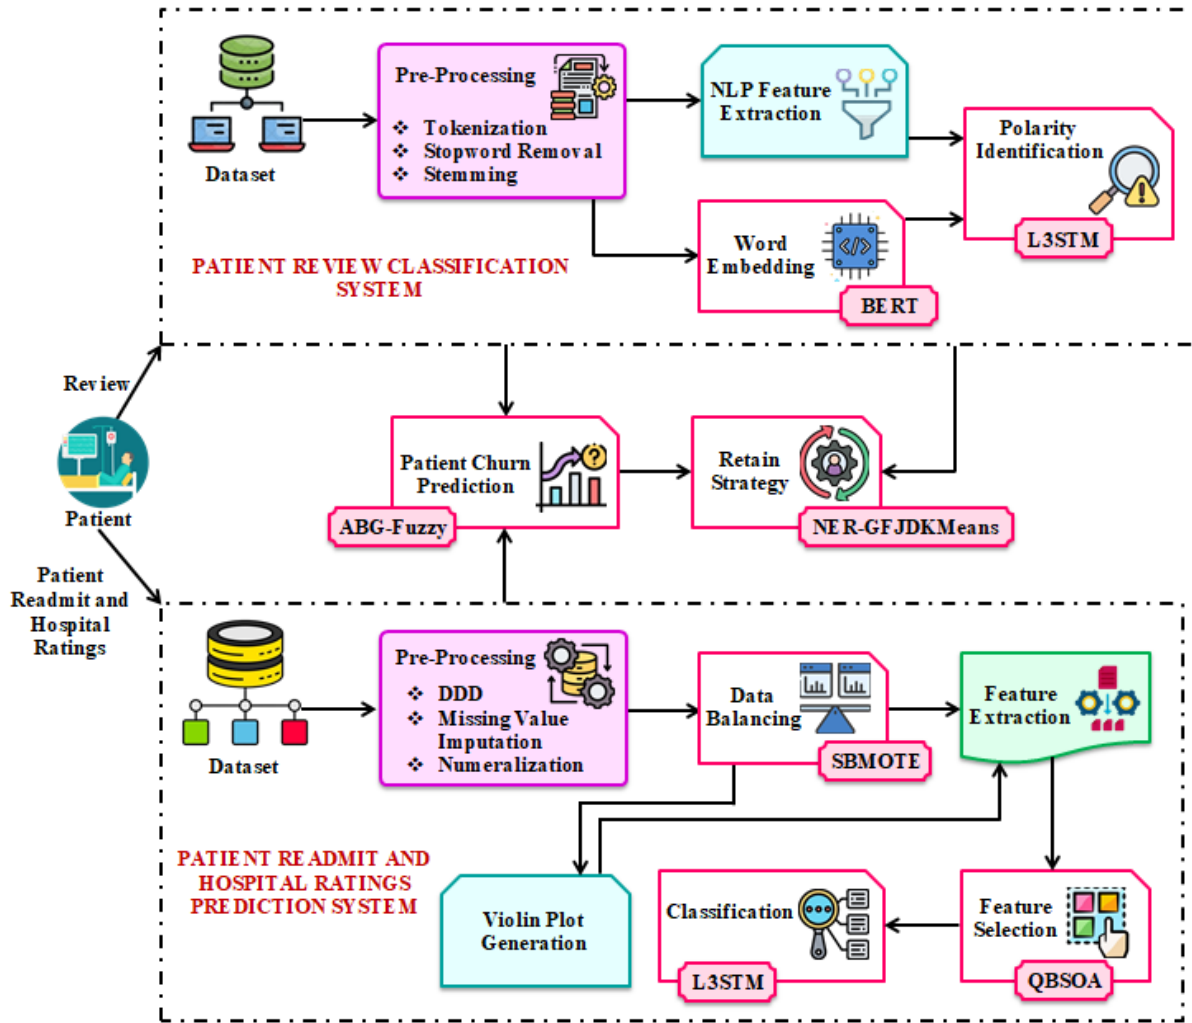 Dataset
Pre-Processing
❖ Tokenization
❖ Stopword Removal
❖ Stemming
NLP Feature
Extraction
Polarity
Identification
L3STM
Word
Embedding
BERT
PATIENT REVIEW CLASSIFICATION
SYSTEM
Review
Patient
Patient
Readmit and
Hospital
Ratings
Patient Churn
Prediction
ABG-Fuzzy
Retain
Strategy
NER-GFJDKMeans
Dataset
Pre-Processing
❖ DDD
❖ Missing Value
Imputation
❖ Numeralization
Data
Balancing
SBMOTE
Feature
Extraction
PATIENT READMIT AND
HOSPITAL RATINGS
PREDICTION SYSTEM
Violin Plot
Generation
Classification
L3STM
Feature
Selection
QBSOA